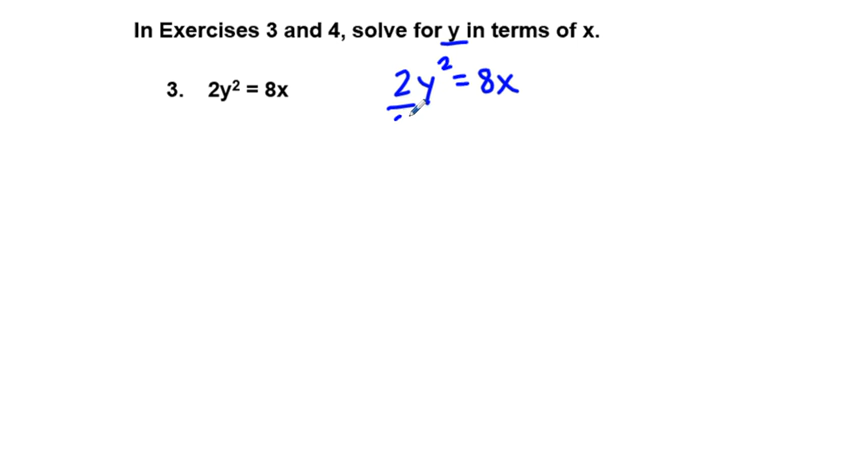 In Exercises 3 and 4, solve for y in terms of x.
3. 2y² = 8x
2y² = 8x